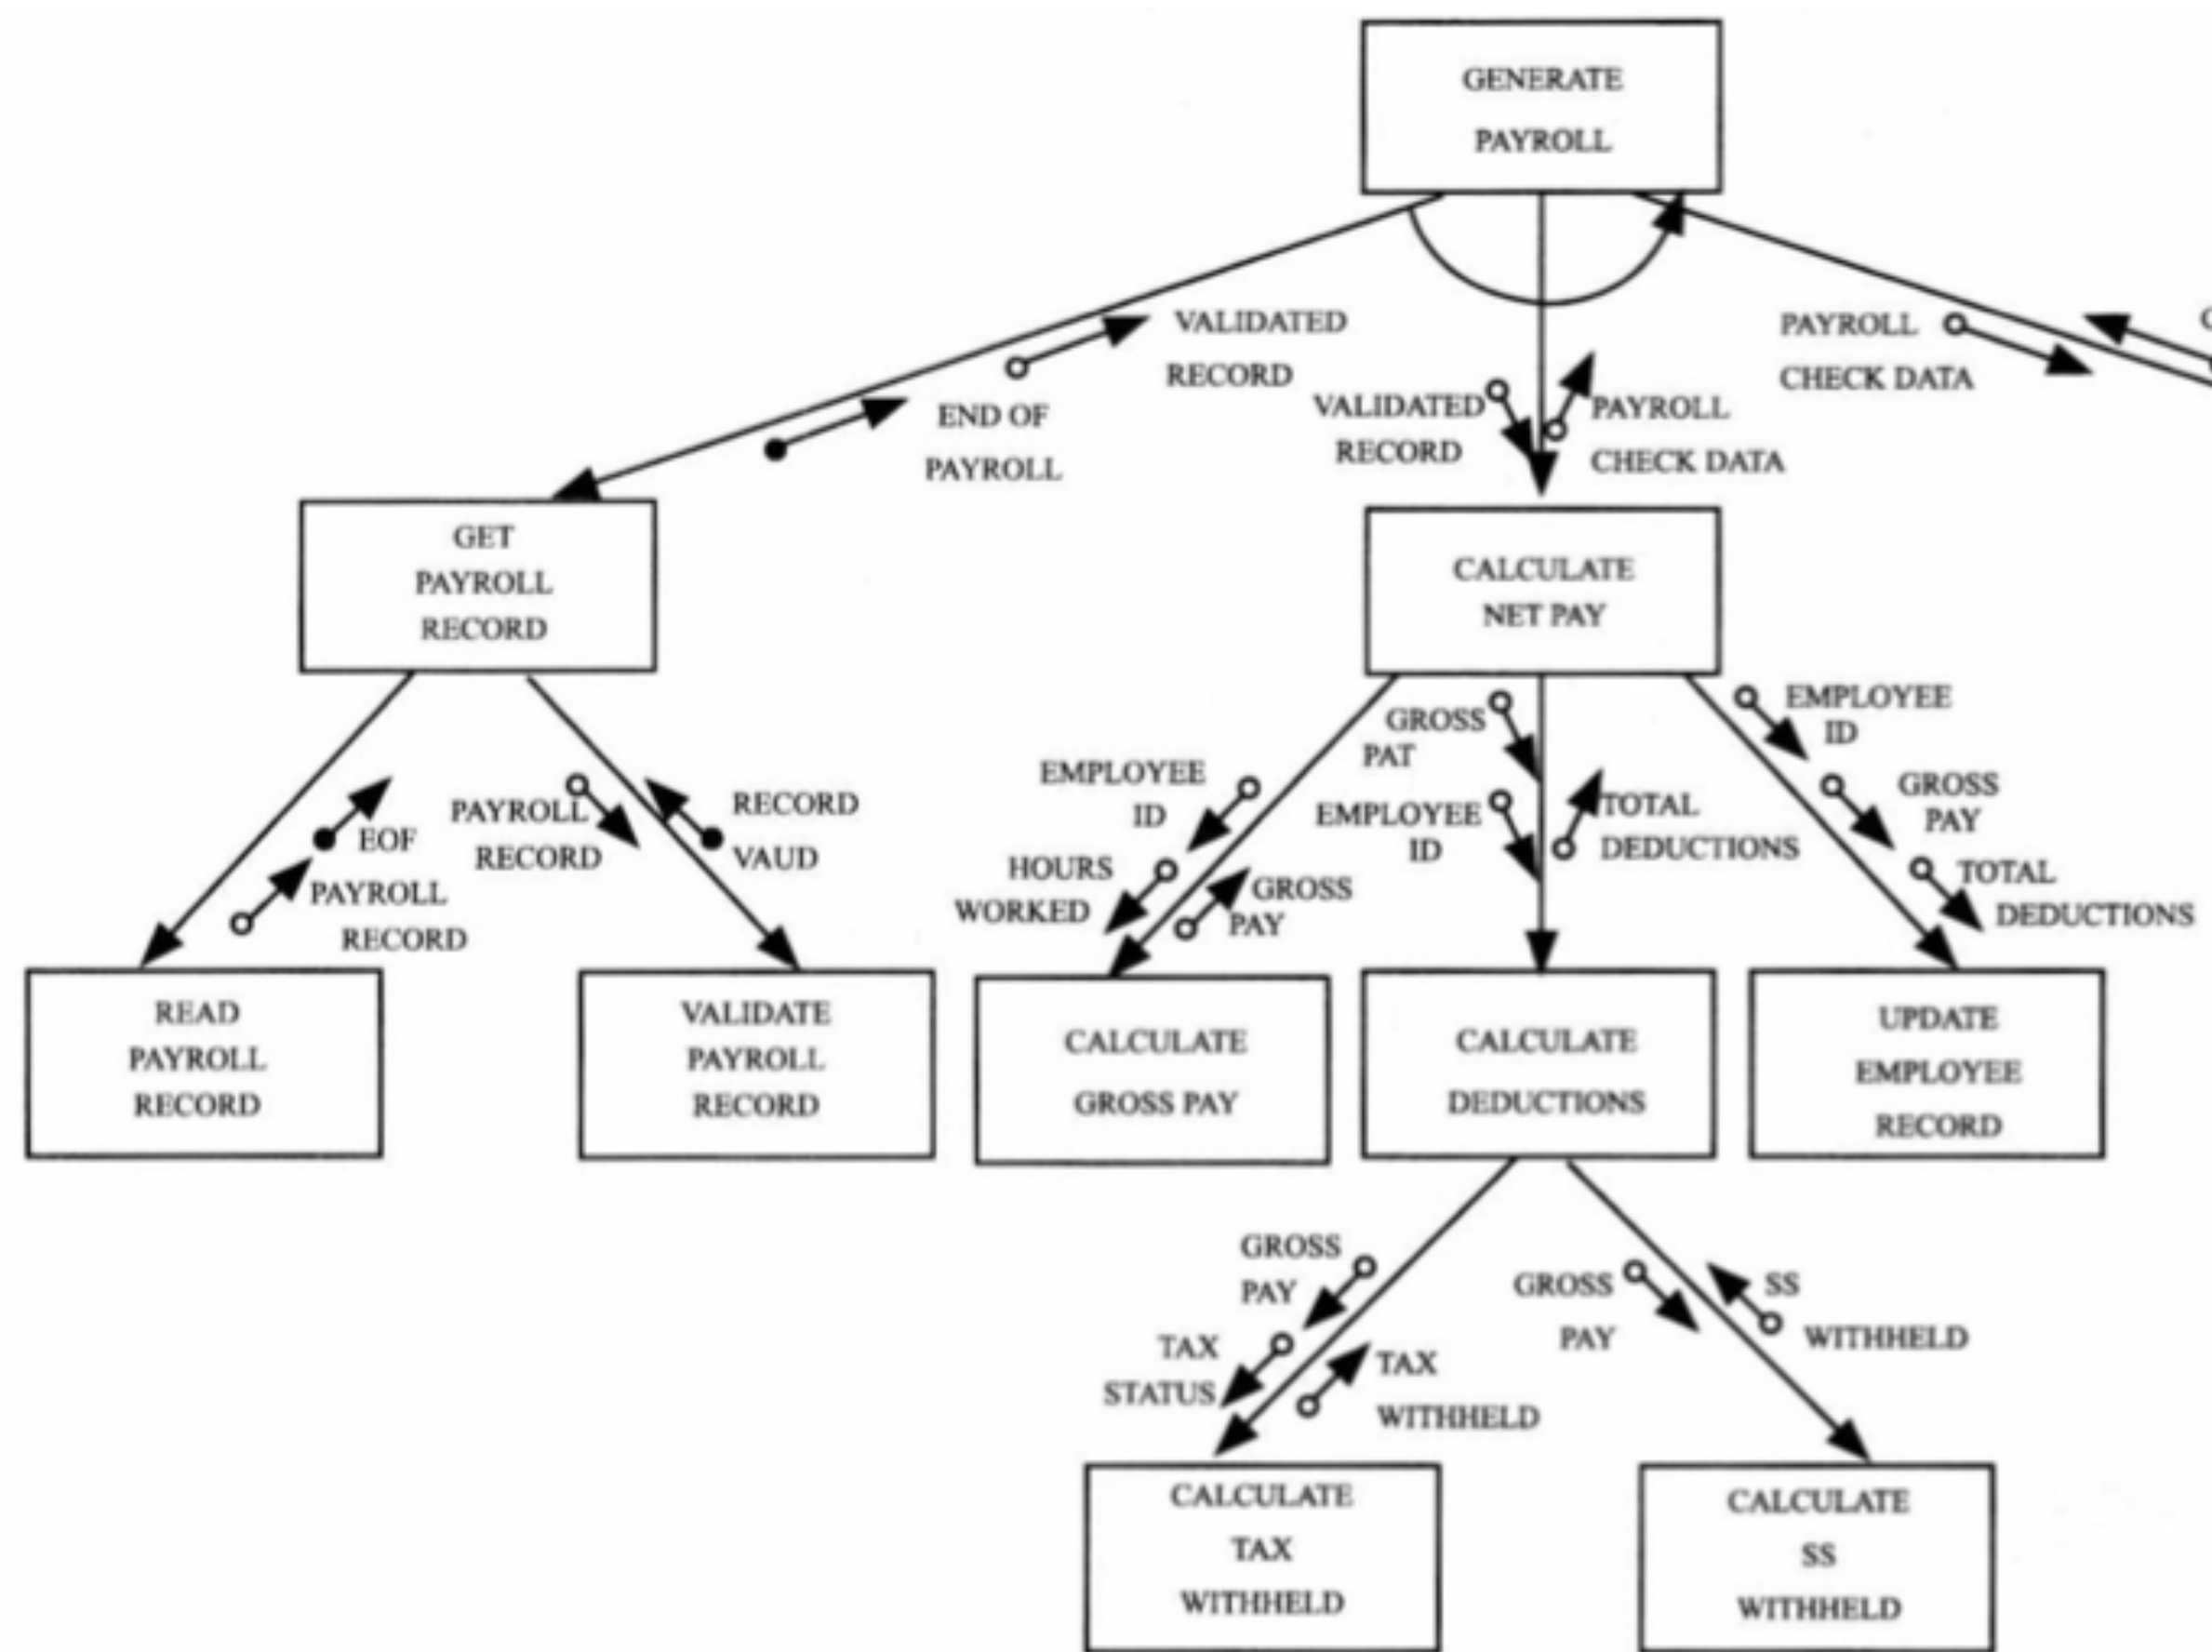 GENERATE
PAYROLL
VALIDATED
RECORD
END OF
PAYROLL
VALIDATED
RECORD
PAYROLL
CHECK DATA
PAYROLL
CHECK DATA
GET
PAYROLL
RECORD
CALCULATE
NET PAY
EOF
PAYROLL
RECORD
PAYROLL
RECORD
RECORD
VAUD
EMPLOYEE
ID
HOURS
WORKED
GROSS
PAY
GROSS
PAT
EMPLOYEE
ID
TOTAL
DEDUCTIONS
EMPLOYEE
ID
GROSS
PAY
TOTAL
DEDUCTIONS
READ
PAYROLL
RECORD
VALIDATE
PAYROLL
RECORD
CALCULATE
GROSS PAY
CALCULATE
DEDUCTIONS
UPDATE
EMPLOYEE
RECORD
GROSS
PAY
TAX
STATUS
TAX
WITHHELD
GROSS
PAY
SS
WITHHELD
CALCULATE
TAX
WITHHELD
CALCULATE
SS
WITHHELD